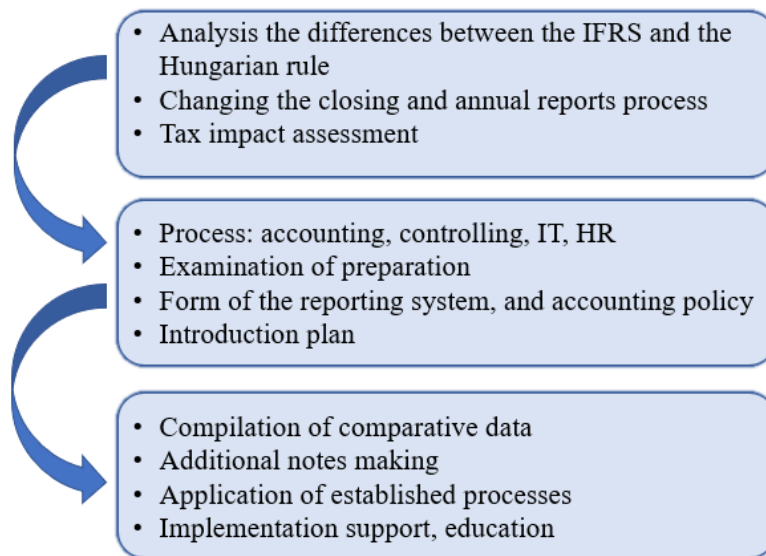 • Analysis the differences between the IFRS and the
Hungarian rule
• Changing the closing and annual reports process
• Tax impact assessment
• Process: accounting, controlling, IT, HR
• Examination of preparation
• Form of the reporting system, and accounting policy
• Introduction plan
• Compilation of comparative data
• Additional notes making
• Application of established processes
• Implementation support, education